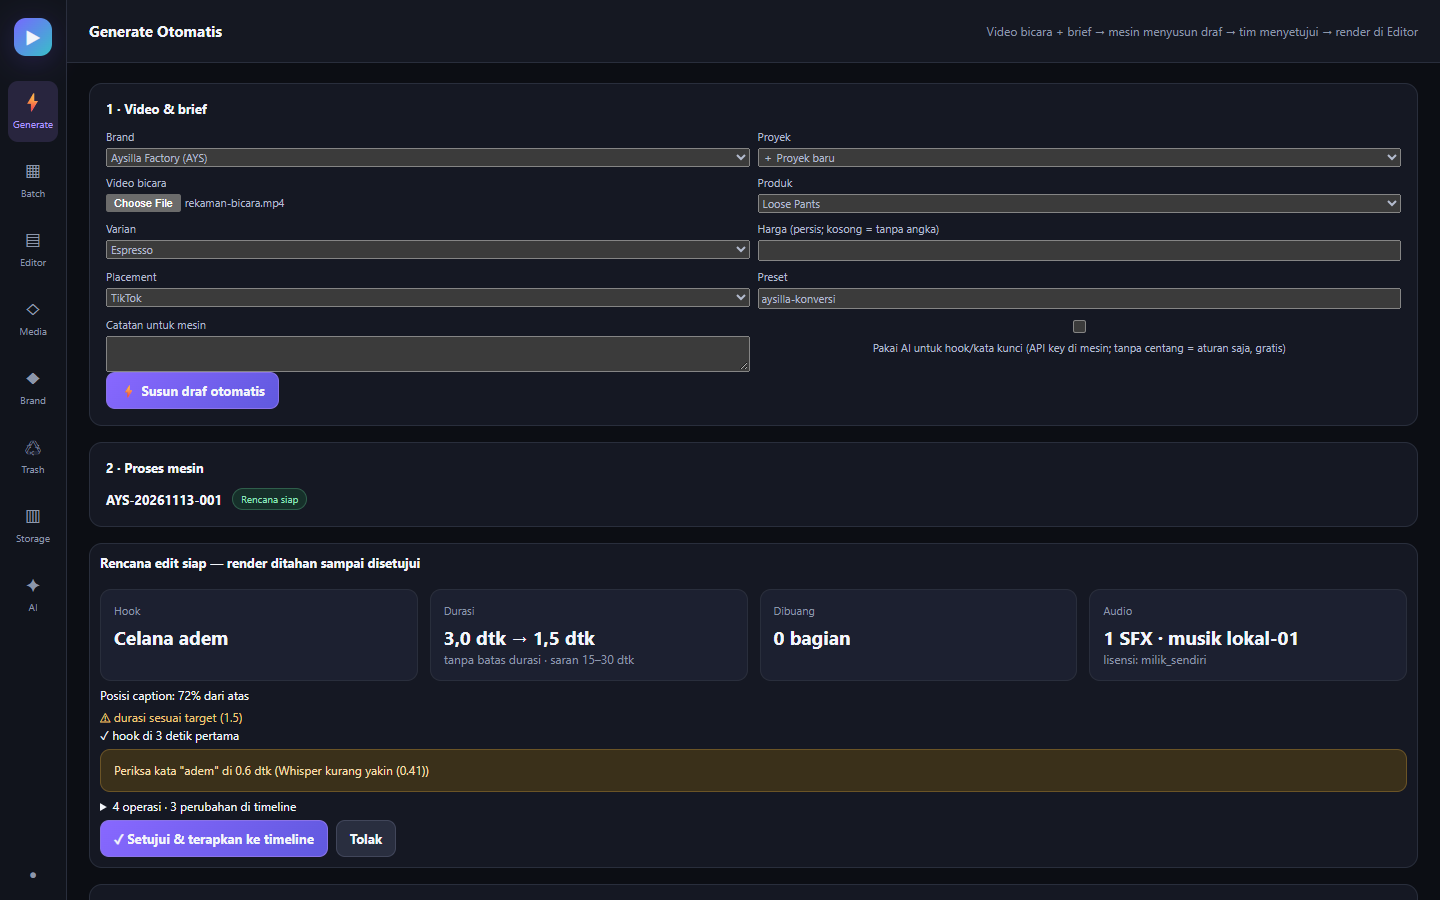 Generate Otomatis
Video bicara + brief → mesin menyusun draf → tim menyetujui → render di Editor
Generate
Batch
Editor
Media
Brand
Trash
Storage
AI
1 · Video & brief
Brand
Proyek
Aysilla Factory (AYS)
+ Proyek baru
Video bicara
Produk
Choose File rekaman-bicara.mp4
Loose Pants
Varian
Harga (persis; kosong = tanpa angka)
Espresso
Placement
Preset
TikTok
aysilla-konversi
Catatan untuk mesin
Pakai AI untuk hook/kata kunci (API key di mesin; tanpa centang = aturan saja, gratis)
⚡ Susun draf otomatis
2 · Proses mesin
AYS-20261113-001 Rencana siap
Rencana edit siap — render ditahan sampai disetujui
Hook
Celana adem
Durasi
3,0 dtk → 1,5 dtk
tanpa batas durasi · saran 15–30 dtk
Dibuang
0 bagian
Audio
1 SFX · musik lokal-01
lisensi: milik_sendiri
Posisi caption: 72% dari atas
⚠ durasi sesuai target (1.5)
✓ hook di 3 detik pertama
Periksa kata "adem" di 0.6 dtk (Whisper kurang yakin (0.41))
▶ 4 operasi · 3 perubahan di timeline
✓ Setujui & terapkan ke timeline
Tolak